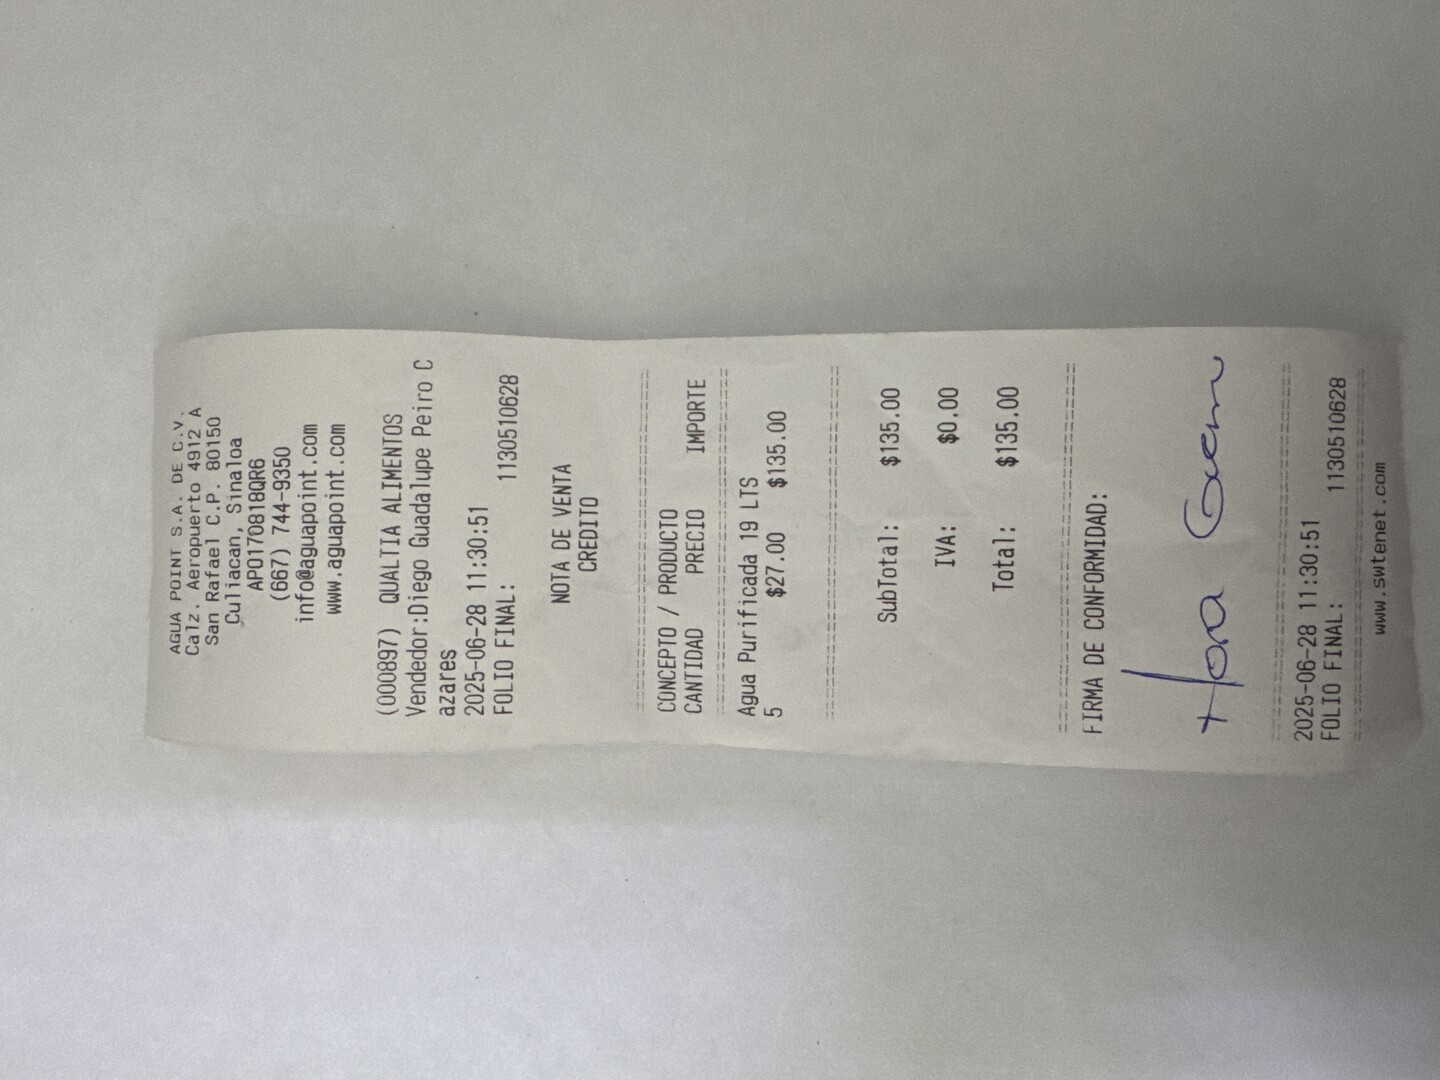 AGUA POINT S.A. DE C.V.
Calz. Aeropuerto 4912 A
San Rafael C.P. 80150
Culiacan, Sinaloa
APO170818QR6
(667) 744-9350
info@aguapoint.com
www.aguapoint.com
(000897) QUALTIA ALIMENTOS
Vendedor:Diego Guadalupe Peiro C
azares
2025-06-28 11:30:51
FOLIO FINAL: 1130510628
NOTA DE VENTA
CREDITO
CONCEPTO / PRODUCTO
CANTIDAD PRECIO IMPORTE
Agua Purificada 19 LTS
5 $27.00 $135.00
SubTotal: $135.00
IVA: $0.00
Total: $135.00
FIRMA DE CONFORMIDAD:
2025-06-28 11:30:51
FOLIO FINAL: 1130510628
www.swtenet.com